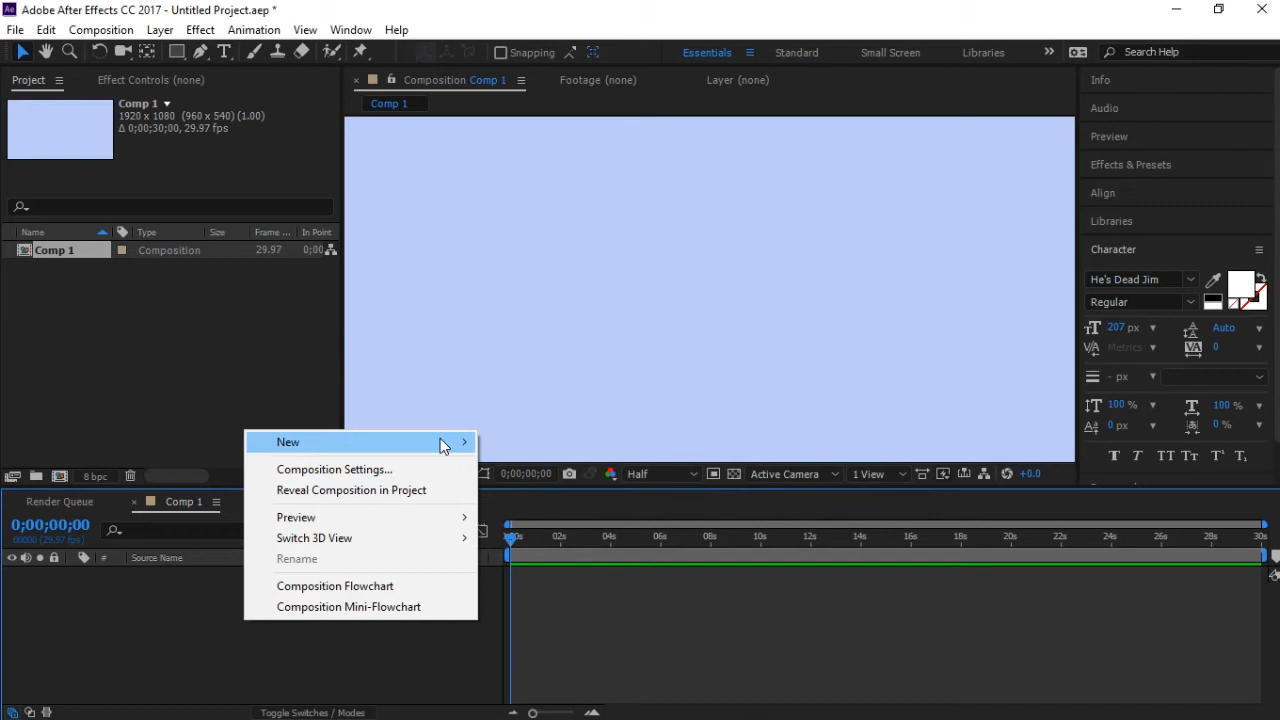 Adobe After Effects CC 2017 - Untitled Project.aep *
File Edit Composition Layer Effect Animation View Window Help
Snapping Essentials Standard Small Screen Libraries Search Help
Project Effect Controls (none) Composition Comp 1 Footage (none) Layer (none) Info
Comp 1 Comp 1 Audio
1920 x 1080 (960 x 540) (1.00)
Δ 0;00;30;00, 29.97 fps
Preview
Effects & Presets
Align
Libraries
Name Type Size Frame ... In Point
Comp 1 Composition 29.97 0;00
Character
He's Dead Jim
Regular
207 px Auto
Metrics 0
- px
100 % 100 %
0 px 0 %
New
Composition Settings...
Reveal Composition in Project
Preview
Switch 3D View
Rename
Composition Flowchart
Composition Mini-Flowchart
8 bpc 0;00;00;00 Half Active Camera 1 View +0.0
Render Queue Comp 1
0;00;00;00
00000 (29.97 fps)
02s 04s 06s 08s 10s 12s 14s 16s 18s 20s 22s 24s 26s 28s 30s
# Source Name
Toggle Switches / Modes